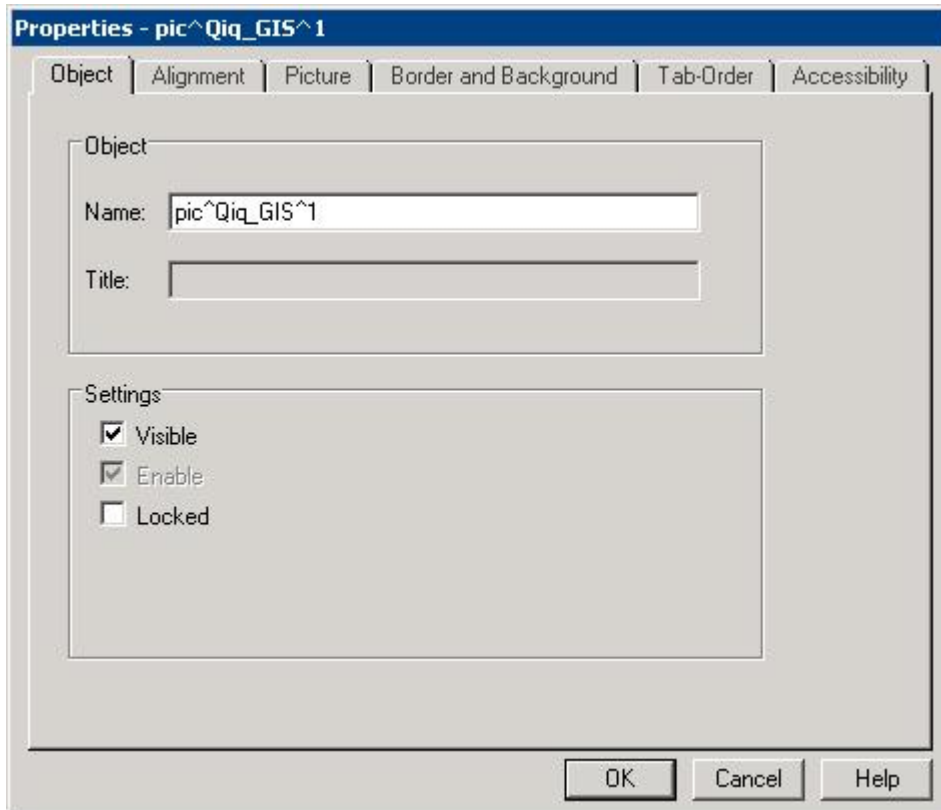 Properties - pic^Qiq_GIS^1
Object Alignment Picture Border and Background Tab-Order Accessibility
Object
Name: pic^Qiq_GIS^1
Title:
Settings
Visible
Enable
Locked
OK Cancel Help